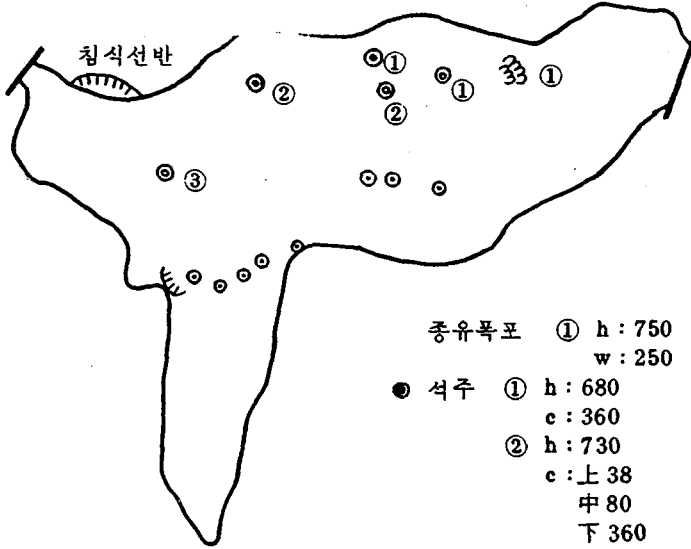 침식선반
①
②
①
①
②
③
종유폭포 ① h : 750
w : 250
석주 ① h : 680
c : 360
② h : 730
c : 上 38
中 80
下 360